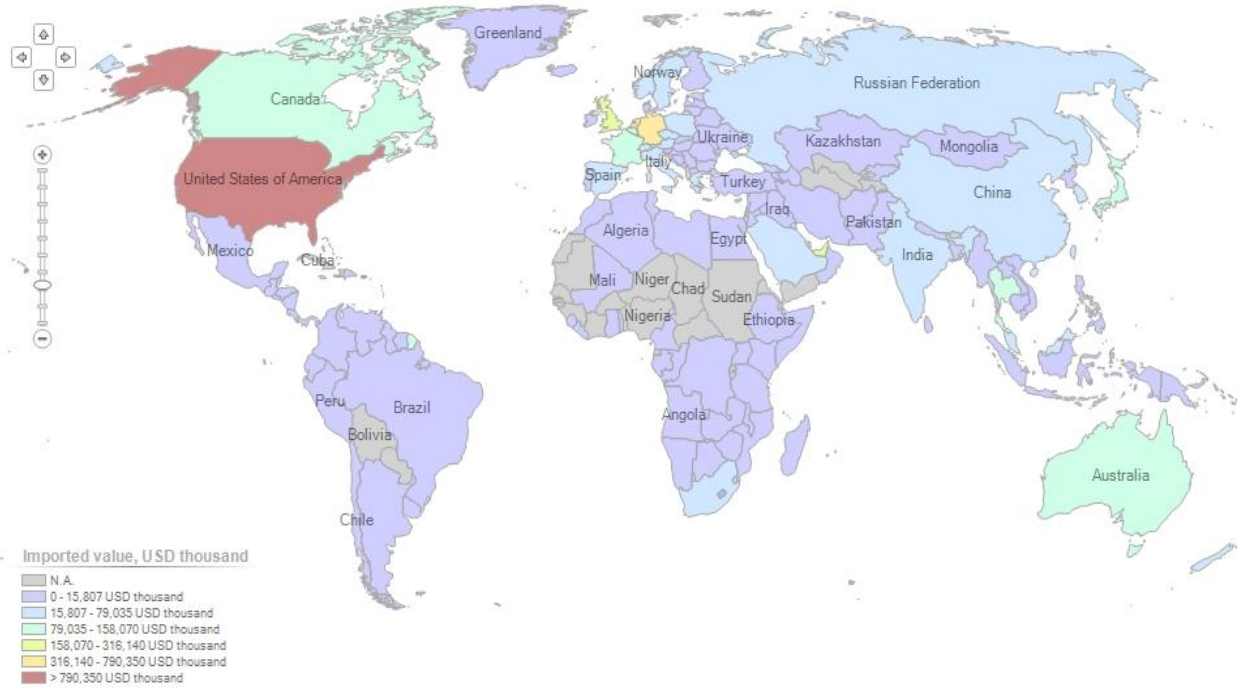 Greenland
Norway
Russian Federation
Canada
Ukraine
Kazakhstan
Mongolia
Italy
Spain
United States of America
Turkey
China
Iraq
Pakistan
Algeria
Egypt
Mexico
India
Cuba
Mali
Niger
Chad
Sudan
Nigeria
Ethiopia
Peru
Brazil
Angola
Bolivia
Australia
Chile
Imported value, USD thousand
N.A.
0 - 15,807 USD thousand
15,807 - 79,035 USD thousand
79,035 - 158,070 USD thousand
158,070 - 316,140 USD thousand
316,140 - 790,350 USD thousand
> 790,350 USD thousand